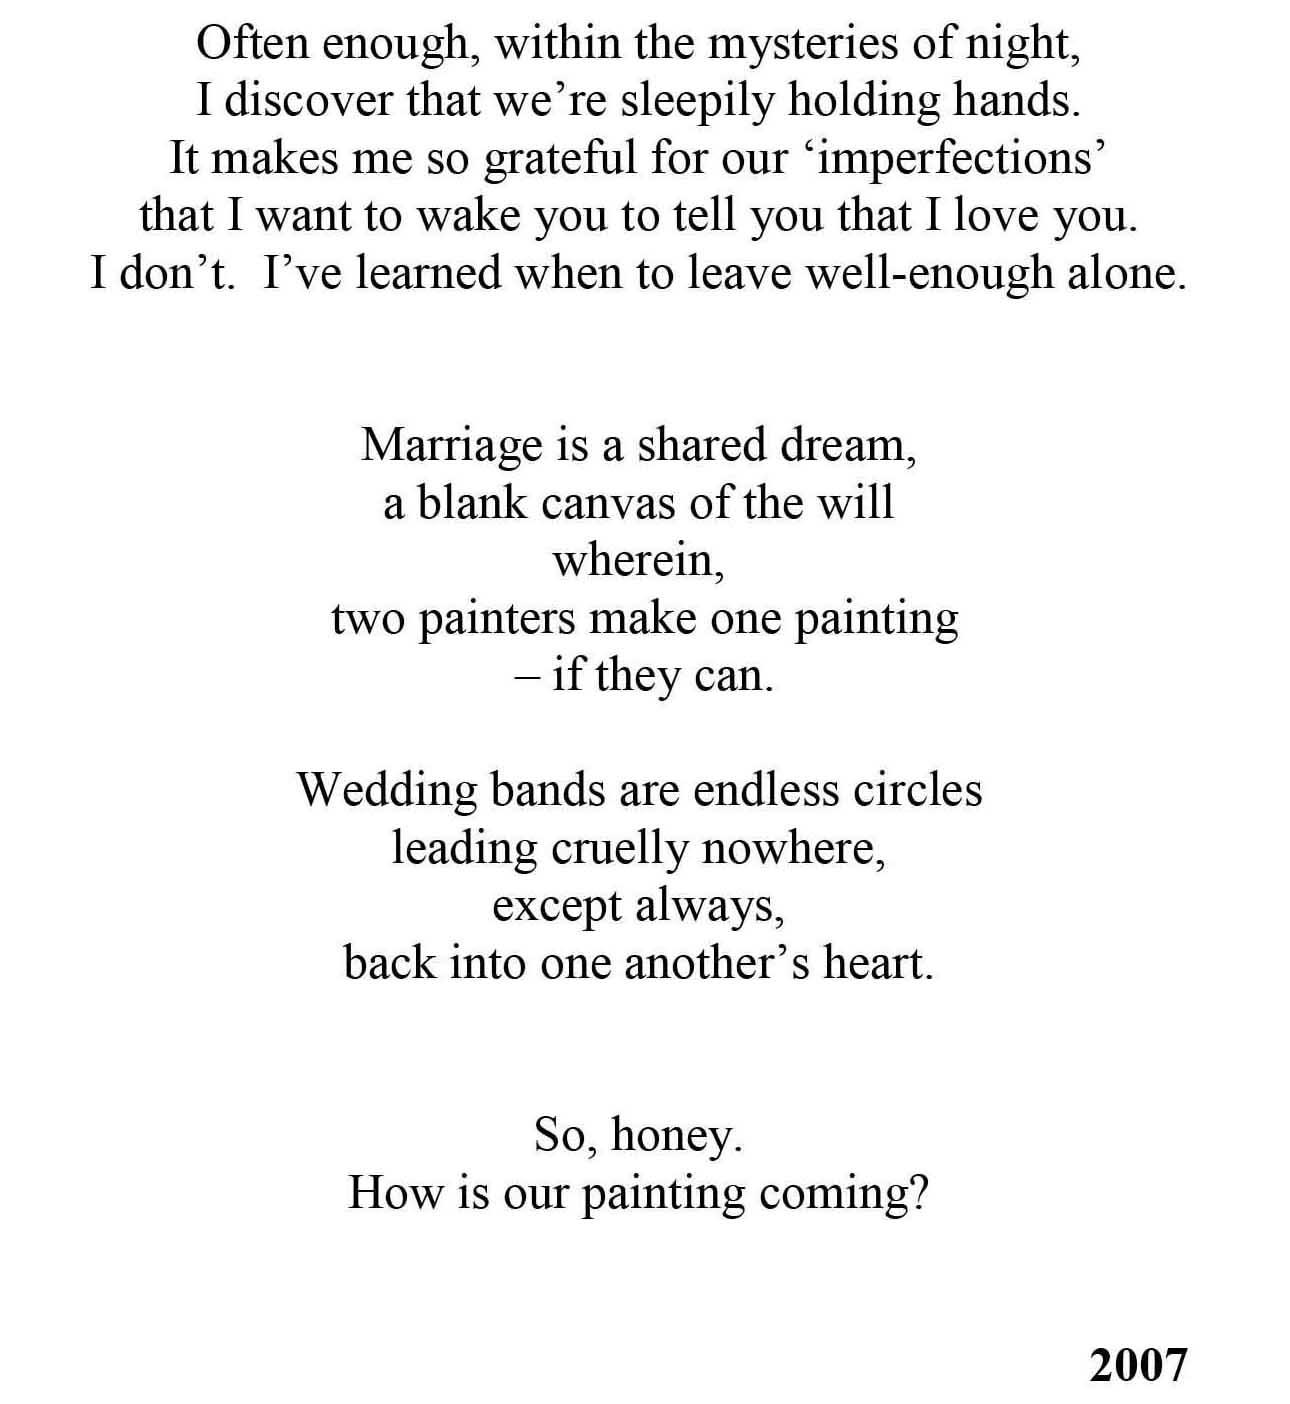 Often enough, within the mysteries of night,
I discover that we’re sleepily holding hands.
It makes me so grateful for our ‘imperfections’
that I want to wake you to tell you that I love you.
I don’t.  I’ve learned when to leave well-enough alone.
Marriage is a shared dream,
a blank canvas of the will
wherein,
two painters make one painting
– if they can.
Wedding bands are endless circles
leading cruelly nowhere,
except always,
back into one another’s heart.
So, honey.
How is our painting coming?
2007